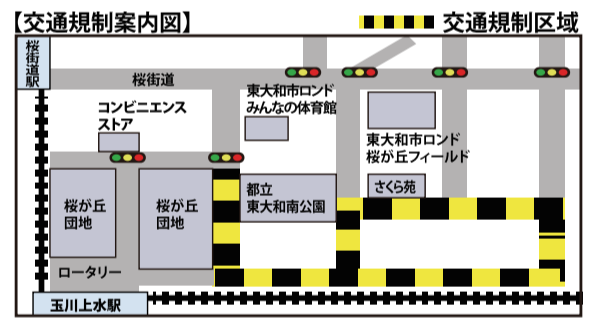 【交通規制案内図】
交通規制区域
桜街道駅
桜街道
コンビニエンス
ストア
東大和市ロンド
みんなの体育館
東大和市ロンド
桜が丘フィールド
桜が丘
団地
桜が丘
団地
都立
東大和南公園
さくら苑
ロータリー
玉川上水駅